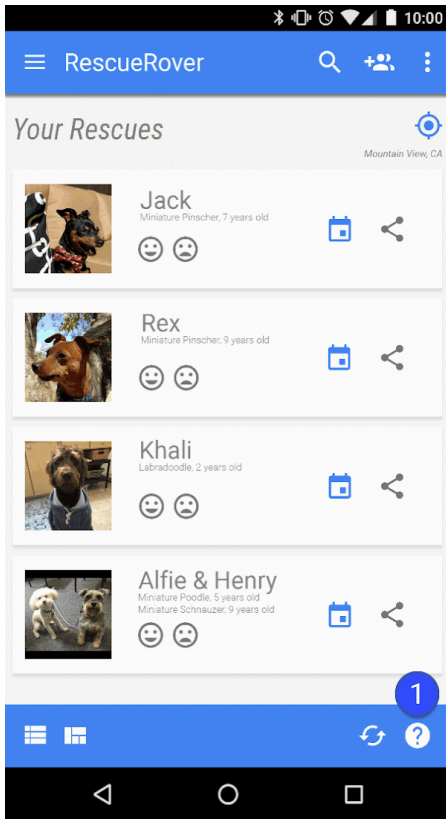 10:00
RescueRover
Your Rescues
Mountain View, CA
Jack
Miniature Pinscher, 7 years old
Rex
Miniature Pinscher, 9 years old
Khali
Labradoodle, 2 years old
Alfie & Henry
Miniature Poodle, 5 years old
Miniature Schnauzer, 9 years old
1